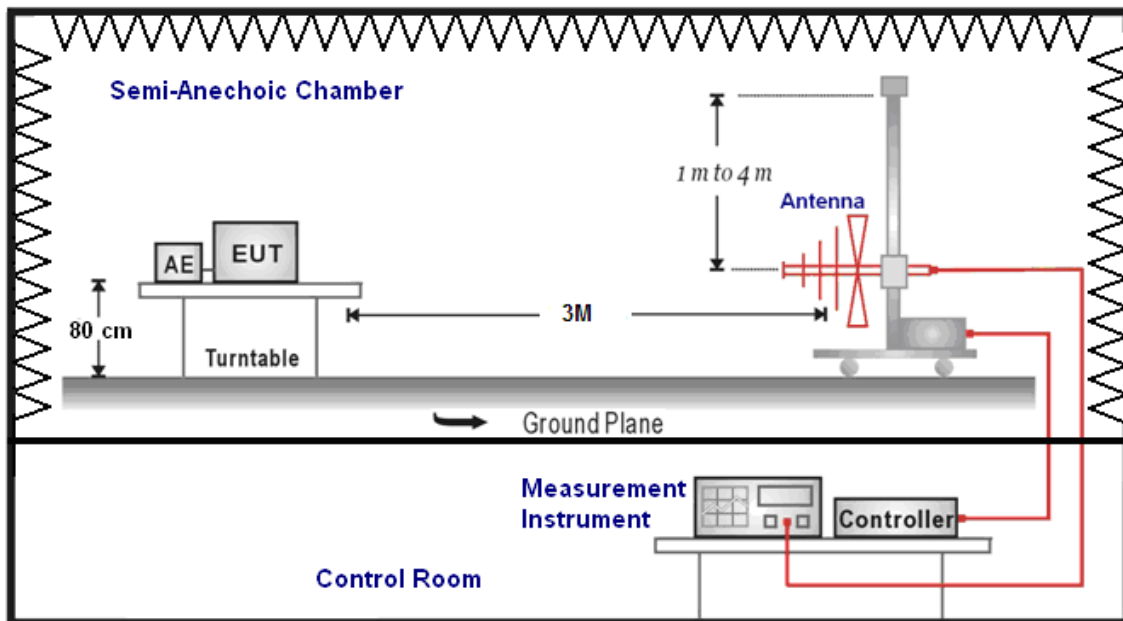 Semi-Anechoic Chamber
1 m to 4 m
Antenna
AE
EUT
80 cm
3M
Turntable
Ground Plane
Measurement
Instrument
Controller
Control Room